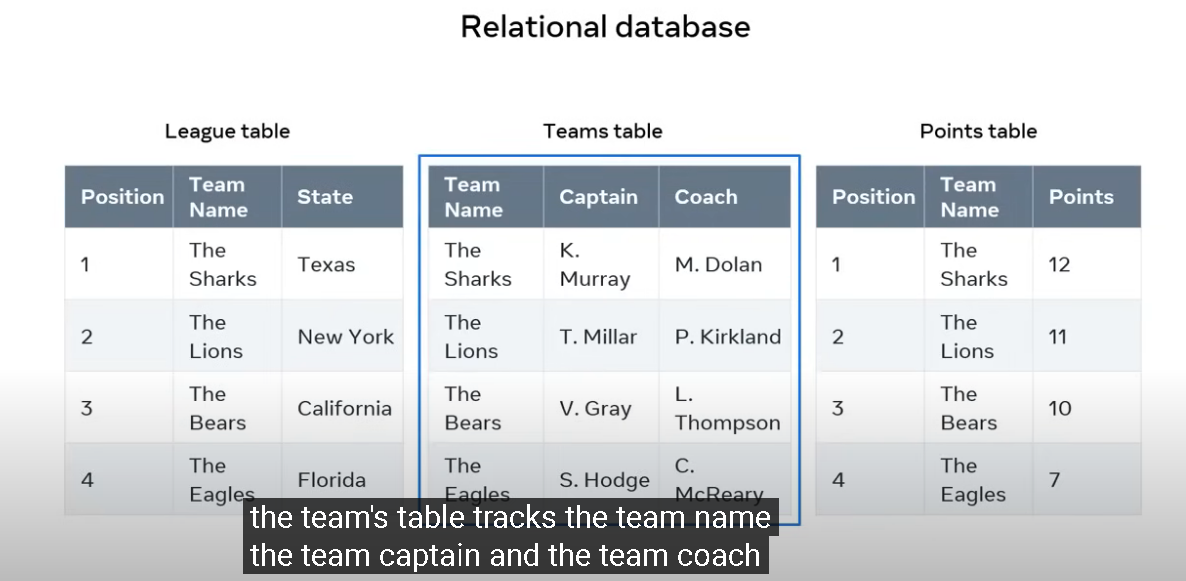 Relational database
League table
Position Team Name State
1 The Sharks Texas
2 The Lions New York
3 The Bears California
4 The Eagles Florida
Teams table
Team Name Captain Coach
The Sharks K. Murray M. Dolan
The Lions T. Millar P. Kirkland
The Bears V. Gray L. Thompson
The Eagles S. Hodge C. McReary
Points table
Position Team Name Points
1 The Sharks 12
2 The Lions 11
3 The Bears 10
4 The Eagles 7
the team's table tracks the team name
the team captain and the team coach